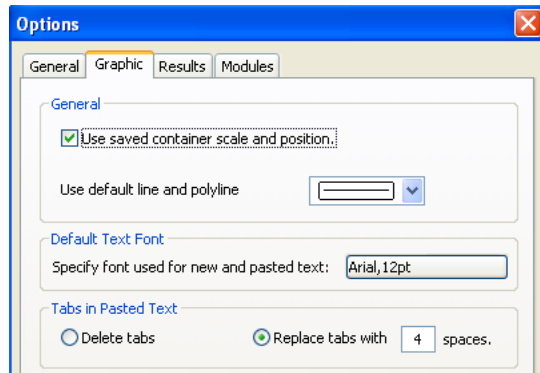 Options
General Graphic Results Modules
General
Use saved container scale and position.
Use default line and polyline
Default Text Font
Specify font used for new and pasted text: Arial,12pt
Tabs in Pasted Text
Delete tabs Replace tabs with 4 spaces.